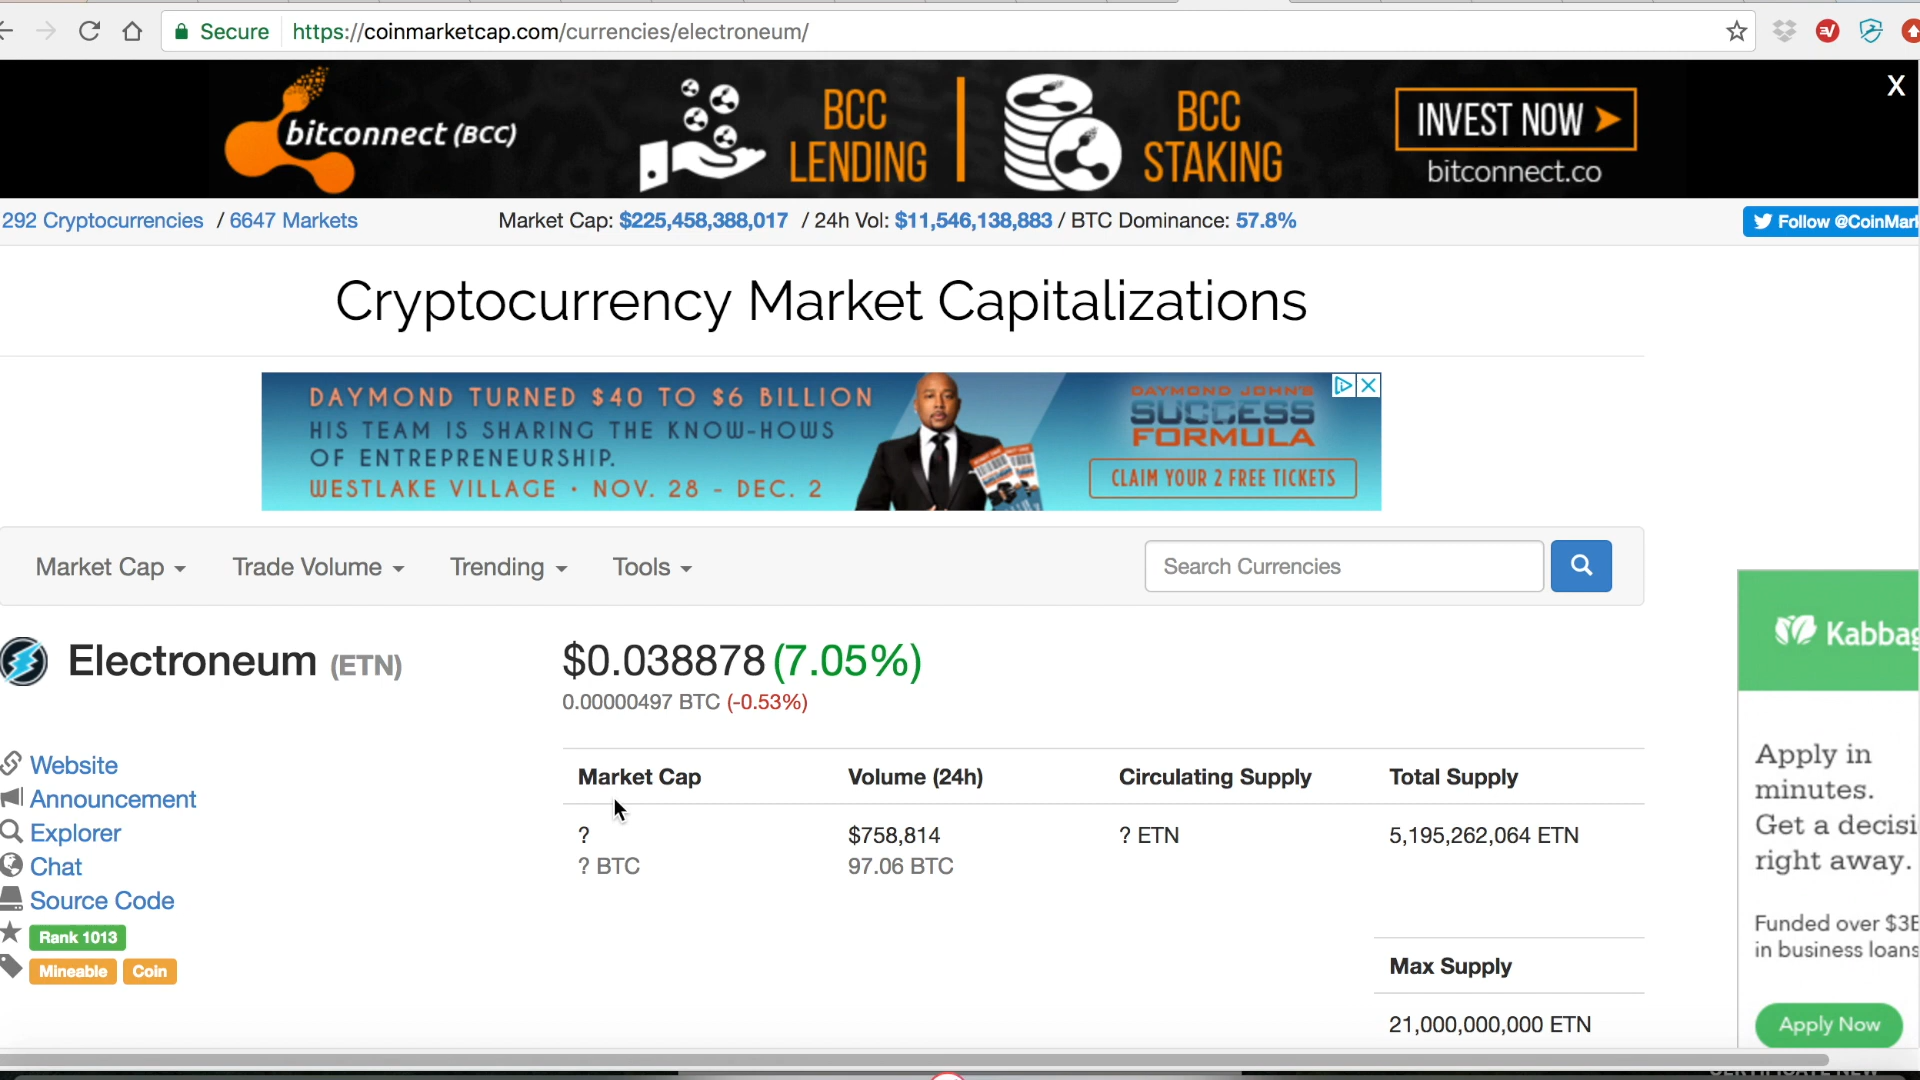 Secure https://coinmarketcap.com/currencies/electroneum/
bitconnect (BCC)
BCC
LENDING
BCC
STAKING
INVEST NOW
bitconnect.co
X
292 Cryptocurrencies / 6647 Markets
Market Cap: $225,458,388,017 / 24h Vol: $11,546,138,883 / BTC Dominance: 57.8%
Follow @CoinMar
Cryptocurrency Market Capitalizations
DAYMOND TURNED $40 TO $6 BILLION
HIS TEAM IS SHARING THE KNOW-HOWS
OF ENTREPRENEURSHIP.
WESTLAKE VILLAGE · NOV. 28 - DEC. 2
DAYMOND JOHN'S
SUCCESS
FORMULA
CLAIM YOUR 2 FREE TICKETS
Market Cap
Trade Volume
Trending
Tools
Search Currencies
Electroneum (ETN)
$0.038878 (7.05%)
0.00000497 BTC (-0.53%)
Website
Announcement
Explorer
Chat
Source Code
Rank 1013
Mineable Coin
Market Cap Volume (24h) Circulating Supply Total Supply
? $758,814 ? ETN 5,195,262,064 ETN
? BTC 97.06 BTC
Max Supply
21,000,000,000 ETN
Kabbag
Apply in
minutes.
Get a decisi
right away.
Funded over $3B
in business loans
Apply Now